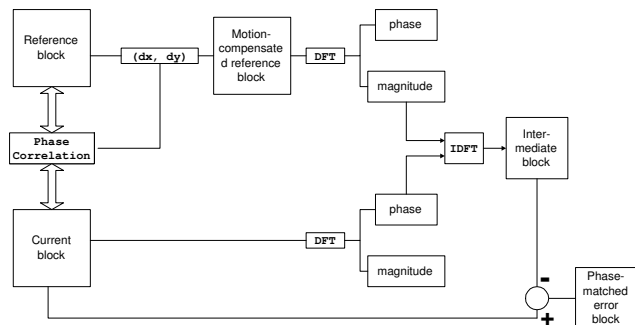 Reference
block
(dx, dy)
Motion-
compensate
d reference
block
DFT
phase
magnitude
Phase
Correlation
IDFT
Inter-
mediate
block
phase
Current
block
DFT
magnitude
-
+
Phase-
matched
error
block